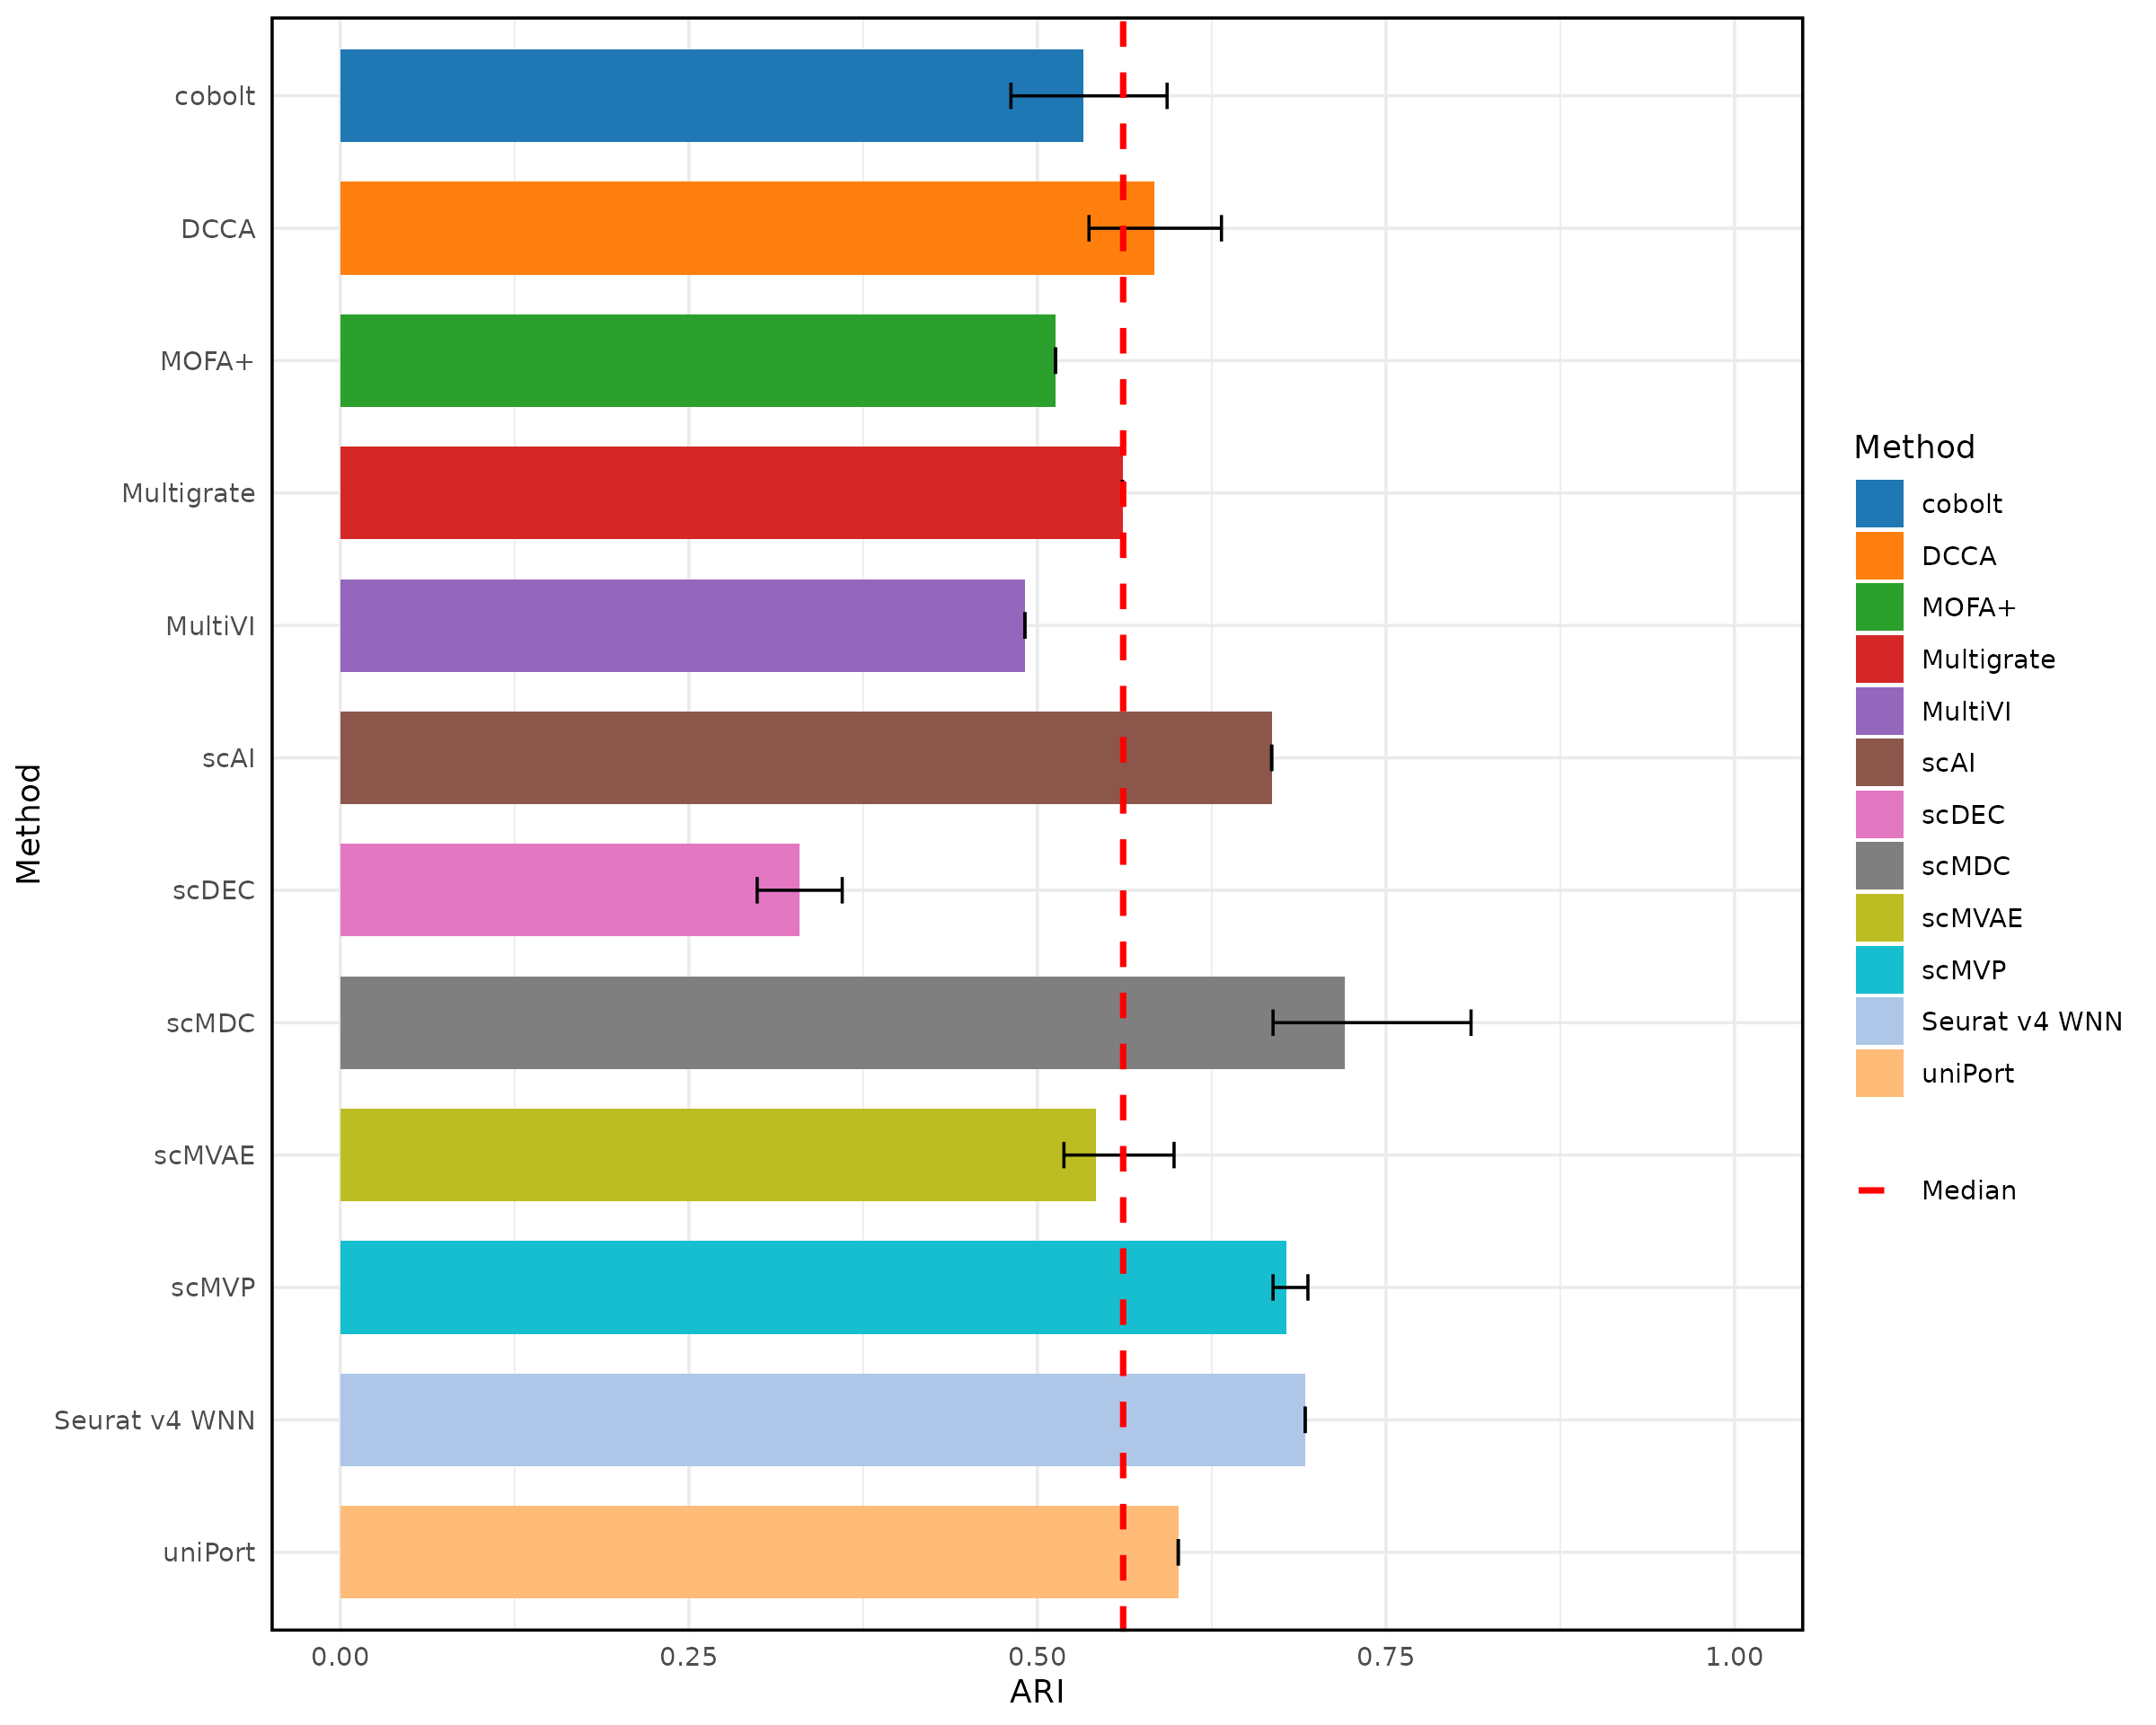 cobolt
DCCA
MOFA+
Multigrate
MultiVI
scAI
scDEC
scMDC
scMVAE
scMVP
Seurat v4 WNN
uniPort
Method
0.00 0.25 0.50 0.75 1.00
ARI
Method
cobolt
DCCA
MOFA+
Multigrate
MultiVI
scAI
scDEC
scMDC
scMVAE
scMVP
Seurat v4 WNN
uniPort
Median